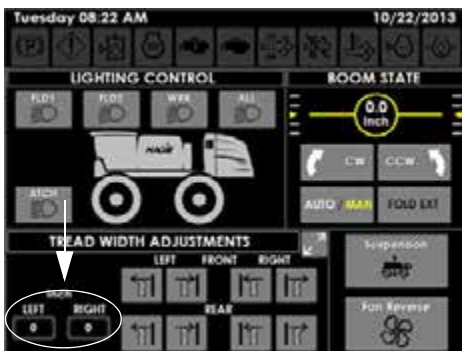 Tuesday 08:22 AM 10/22/2013
LIGHTING CONTROL
FLD1 FLD2 WRK ALL
HAGIE
ATCH
BOOM STATE
0.0
Inch
CW CCW
AUTO / MAN FOLD EXT
TREAD WIDTH ADJUSTMENTS
LEFT FRONT RIGHT
Inch
LEFT RIGHT
0 0
REAR
Suspension
Fan Reverse